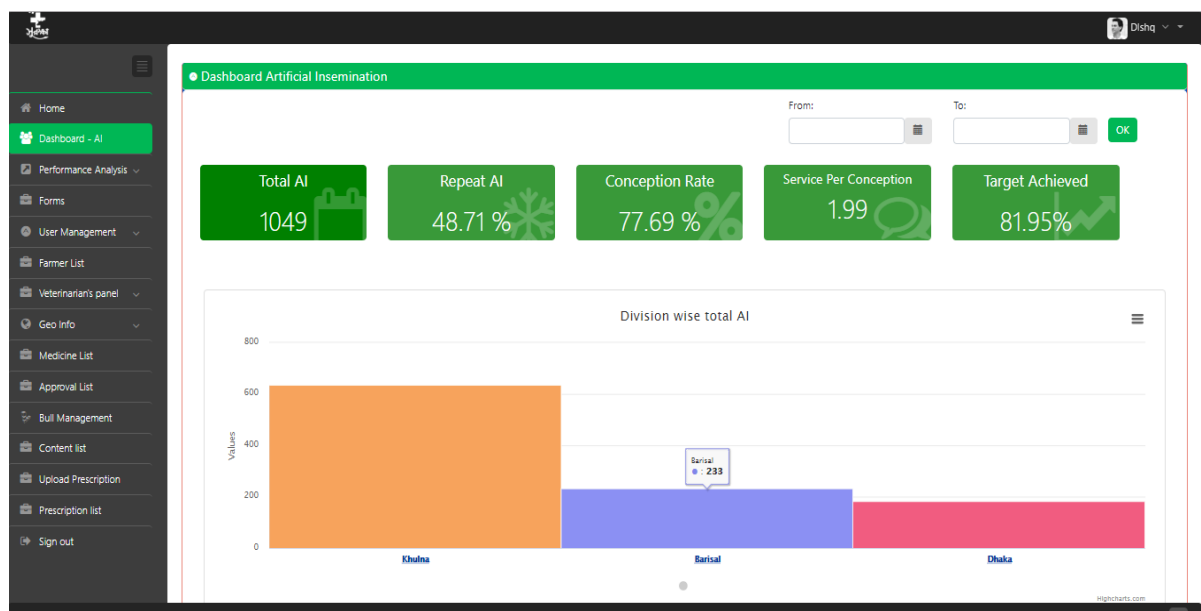 Dishq
Dashboard Artificial Insemination
Home
Dashboard - AI
Performance Analysis
Forms
User Management
Farmer List
Veterinarian's panel
Geo Info
Medicine List
Approval List
Bull Management
Content list
Upload Prescription
Prescription list
Sign out
From: To:
OK
Total AI
1049
Repeat AI
48.71 %
Conception Rate
77.69 %
Service Per Conception
1.99
Target Achieved
81.95%
Division wise total AI
Values
800
600
400
200
0
Barisal
: 233
Khulna Barisal Dhaka
Highcharts.com